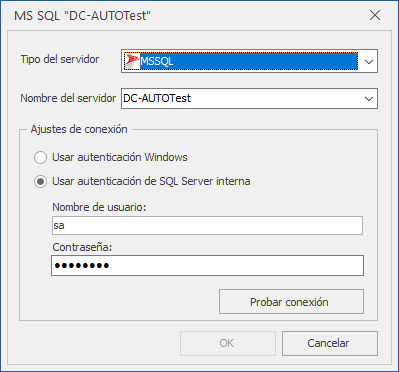 MS SQL "DC-AUTOTest"
Tipo del servidor MSSQL
Nombre del servidor DC-AUTOTest
Ajustes de conexión
Usar autenticación Windows
Usar autenticación de SQL Server interna
Nombre de usuario:
sa
Contraseña:
●●●●●●●●
Probar conexión
OK Cancelar